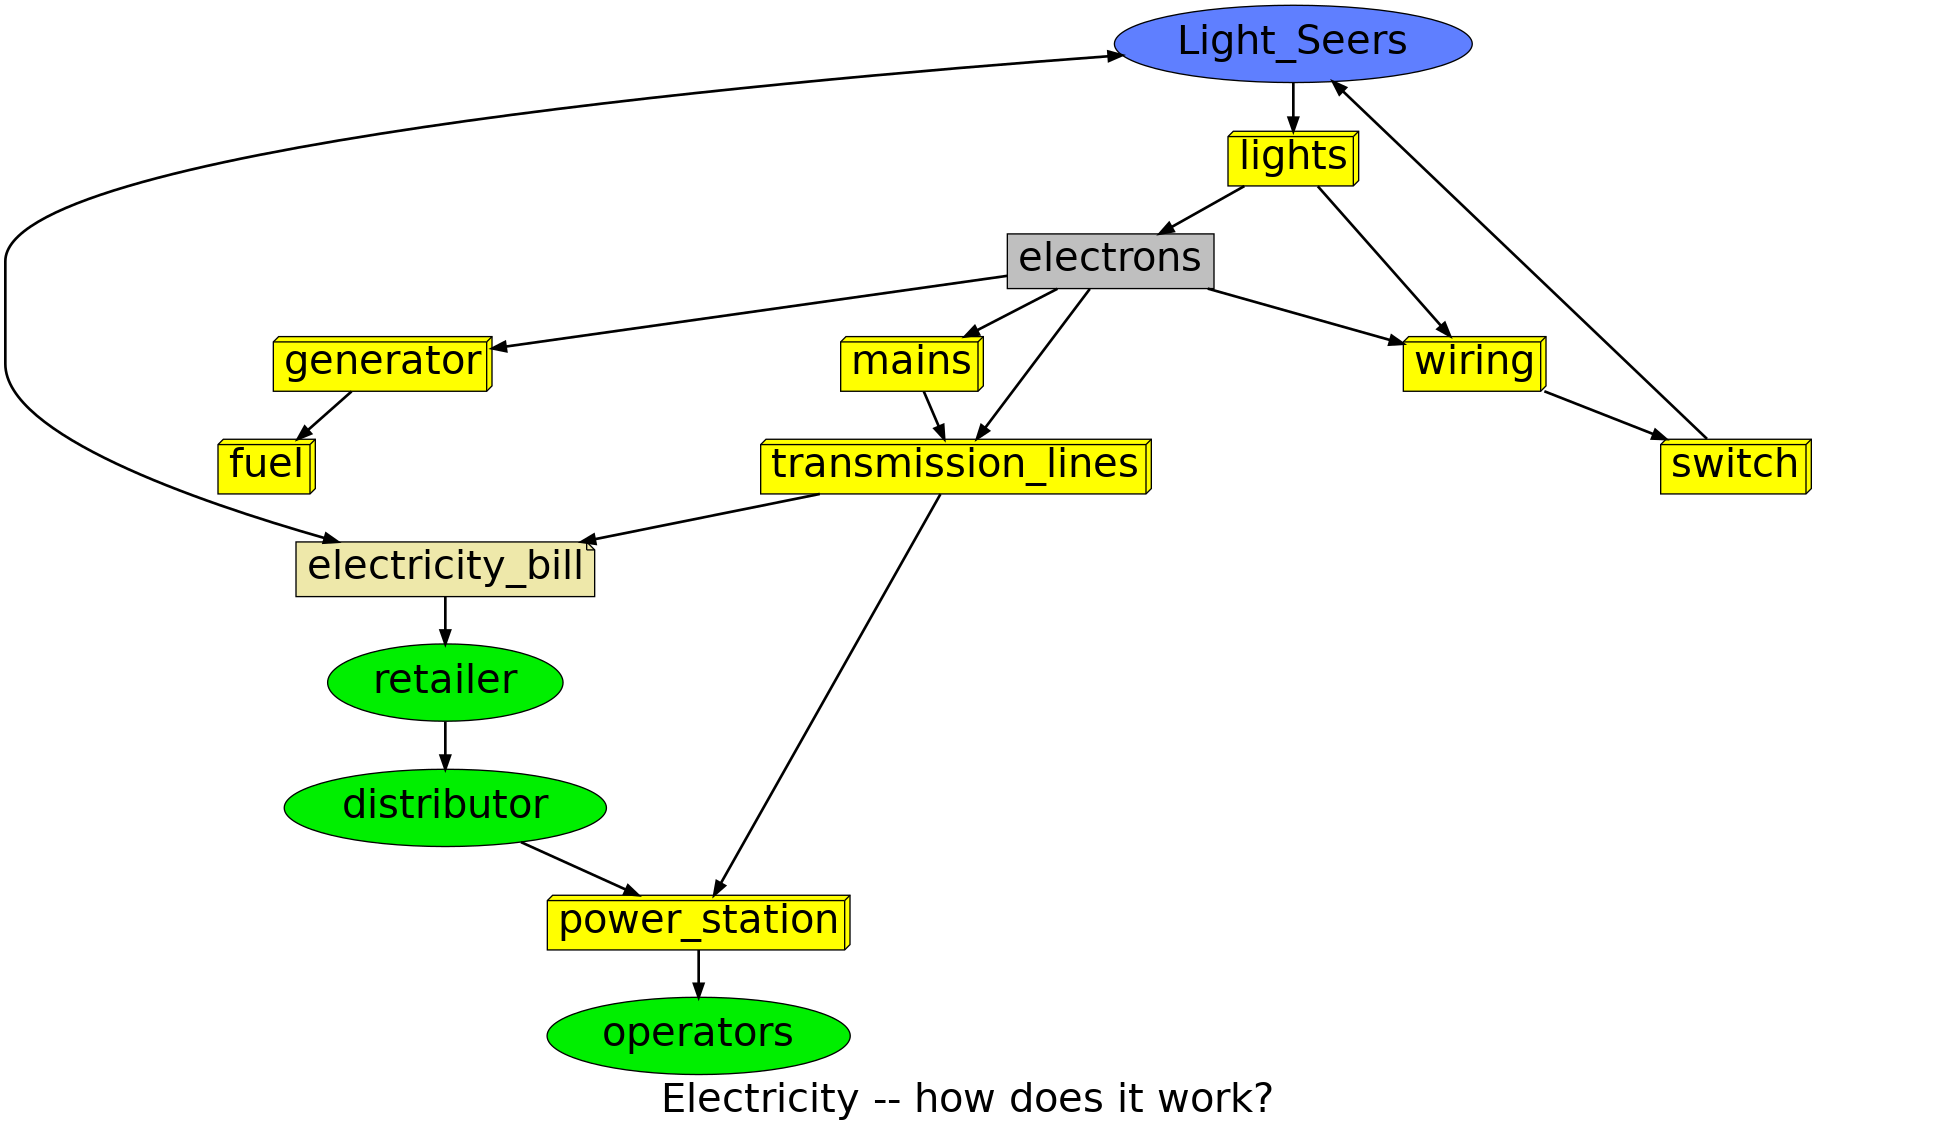 Light_Seers
lights
electrons
generator
mains
wiring
fuel
transmission_lines
switch
electricity_bill
retailer
distributor
power_station
operators
Electricity -- how does it work?